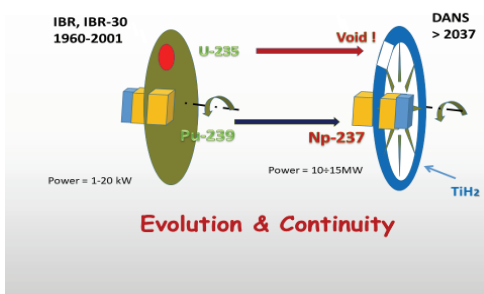 IBR, IBR-30
1960-2001
DANS
> 2037
U-235
Void !
Pu-239
Np-237
Power = 1-20 kW
Power = 10÷15MW
TiH2
Evolution & Continuity